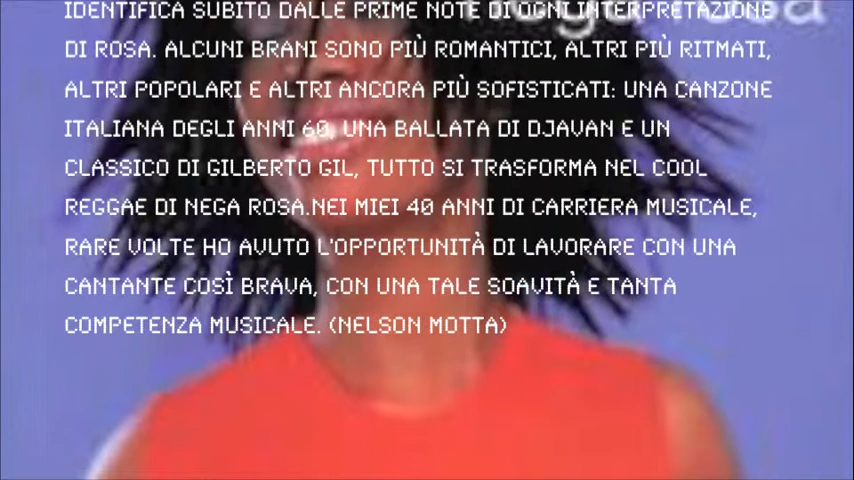 IDENTIFICA SUBITO DALLE PRIME NOTE DI OGNI INTERPRETAZIONE
DI ROSA. ALCUNI BRANI SONO PIÙ ROMANTICI, ALTRI PIÙ RITMATI,
ALTRI POPOLARI E ALTRI ANCORA PIÙ SOFISTICATI: UNA CANZONE
ITALIANA DEGLI ANNI 60, UNA BALLATA DI DJAVAN E UN
CLASSICO DI GILBERTO GIL, TUTTO SI TRASFORMA NEL COOL
REGGAE DI NEGA ROSA.NEI MIEI 40 ANNI DI CARRIERA MUSICALE,
RARE VOLTE HO AVUTO L'OPPORTUNITÀ DI LAVORARE CON UNA
CANTANTE COSÌ BRAVA, CON UNA TALE SOAVITÀ E TANTA
COMPETENZA MUSICALE. (NELSON MOTTA)